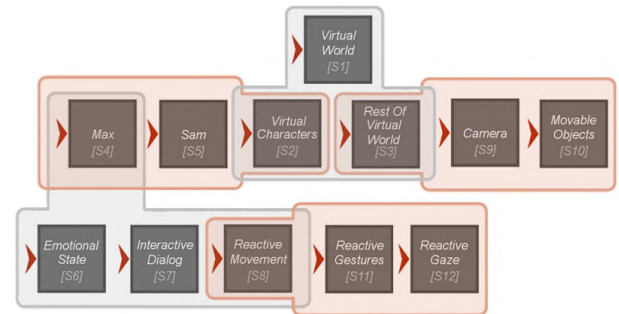 Virtual
World
[S1]
Max
[S4]
Sam
[S5]
Virtual
Characters
[S2]
Rest Of
Virtual
World
[S3]
Camera
[S9]
Movable
Objects
[S10]
Emotional
State
[S6]
Interactive
Dialog
[S7]
Reactive
Movement
[S8]
Reactive
Gestures
[S11]
Reactive
Gaze
[S12]